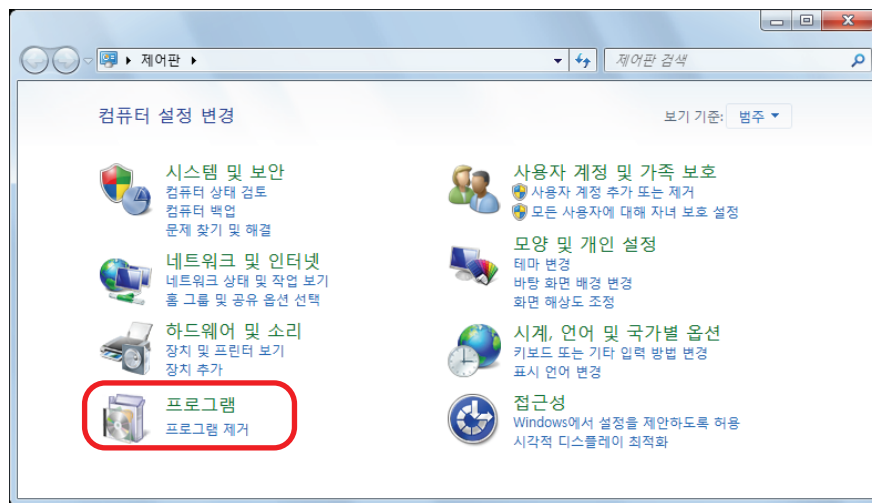 제어판
제어판 검색
컴퓨터 설정 변경
보기 기준: 범주
시스템 및 보안
컴퓨터 상태 검토
컴퓨터 백업
문제 찾기 및 해결
네트워크 및 인터넷
네트워크 상태 및 작업 보기
홈 그룹 및 공유 옵션 선택
하드웨어 및 소리
장치 및 프린터 보기
장치 추가
프로그램
프로그램 제거
사용자 계정 및 가족 보호
사용자 계정 추가 또는 제거
모든 사용자에 대해 자녀 보호 설정
모양 및 개인 설정
테마 변경
바탕 화면 배경 변경
화면 해상도 조정
시계, 언어 및 국가별 옵션
키보드 또는 기타 입력 방법 변경
표시 언어 변경
접근성
Windows에서 설정을 제안하도록 허용
시각적 디스플레이 최적화